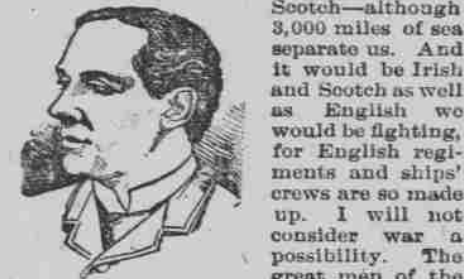 Scotch—although
3,000 miles of sea
separate us. And
it would be Irish
and Scotch as well
as English we
would be fighting,
for English regi-
ments and ships'
crews are so made
up. I will not
consider war a
possibility. The
great men of the